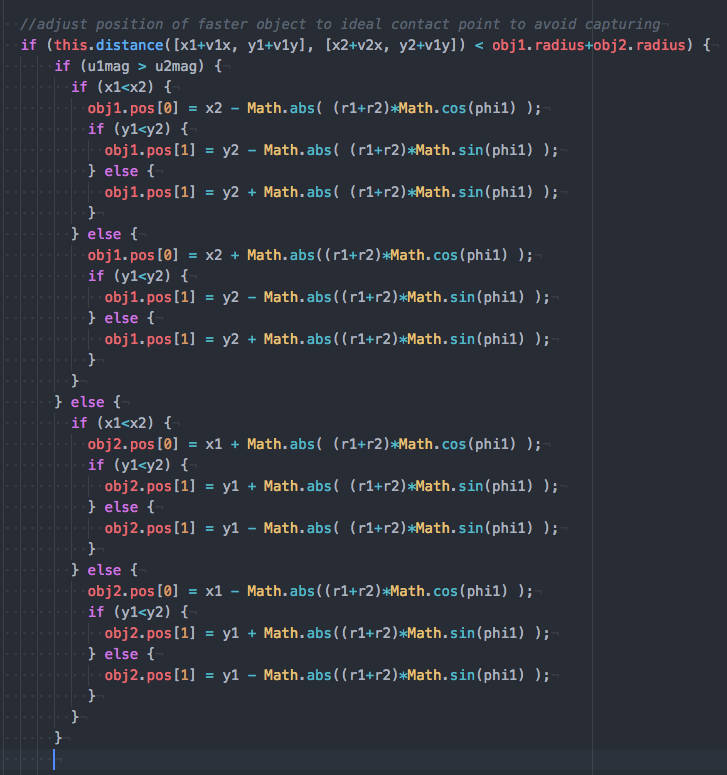 //adjust position of faster object to ideal contact point to avoid capturing
if (this.distance([x1+v1x, y1+v1y], [x2+v2x, y2+v1y]) < obj1.radius+obj2.radius) {
if (u1mag > u2mag) {
if (x1<x2) {
obj1.pos[0] = x2 - Math.abs( (r1+r2)*Math.cos(phi1) );
if (y1<y2) {
obj1.pos[1] = y2 - Math.abs( (r1+r2)*Math.sin(phi1) );
} else {
obj1.pos[1] = y2 + Math.abs( (r1+r2)*Math.sin(phi1) );
}
} else {
obj1.pos[0] = x2 + Math.abs((r1+r2)*Math.cos(phi1) );
if (y1<y2) {
obj1.pos[1] = y2 - Math.abs((r1+r2)*Math.sin(phi1) );
} else {
obj1.pos[1] = y2 + Math.abs((r1+r2)*Math.sin(phi1) );
}
}
} else {
if (x1<x2) {
obj2.pos[0] = x1 + Math.abs( (r1+r2)*Math.cos(phi1) );
if (y1<y2) {
obj2.pos[1] = y1 + Math.abs( (r1+r2)*Math.sin(phi1) );
} else {
obj2.pos[1] = y1 - Math.abs( (r1+r2)*Math.sin(phi1) );
}
} else {
obj2.pos[0] = x1 - Math.abs((r1+r2)*Math.cos(phi1) );
if (y1<y2) {
obj2.pos[1] = y1 + Math.abs((r1+r2)*Math.sin(phi1) );
} else {
obj2.pos[1] = y1 - Math.abs((r1+r2)*Math.sin(phi1) );
}
}
}